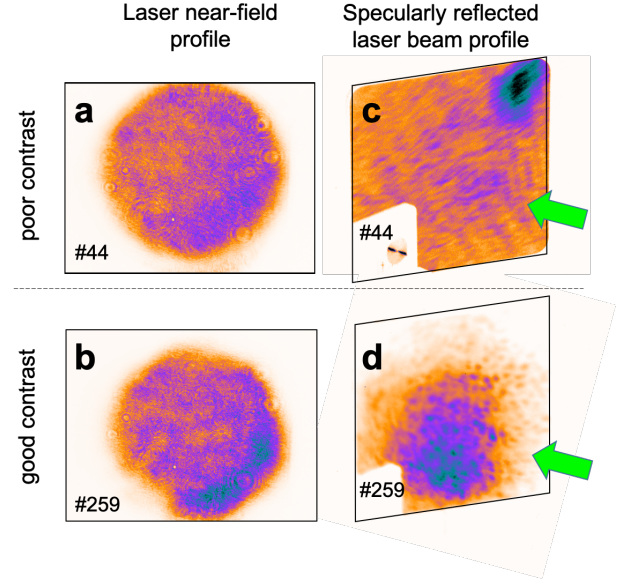 Laser near-field
profile
Specularly reflected
laser beam profile
poor contrast
a
#44
c
#44
good contrast
b
#259
d
#259